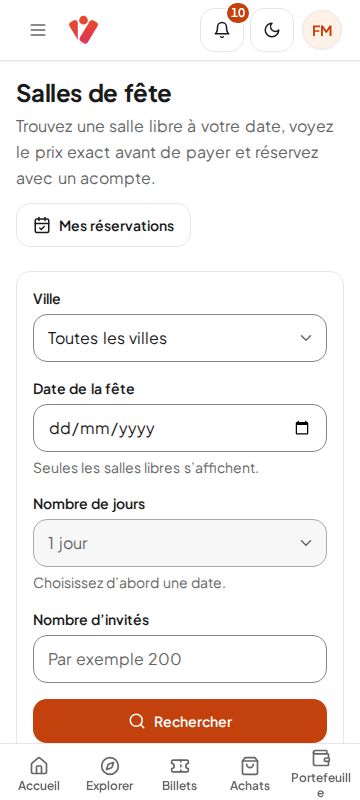 10
FM
Salles de fête
Trouvez une salle libre à votre date, voyez
le prix exact avant de payer et réservez
avec un acompte.
Mes réservations
Ville
Toutes les villes
Date de la fête
dd/mm/yyyy
Seules les salles libres s’affichent.
Nombre de jours
1 jour
Choisissez d’abord une date.
Nombre d’invités
Par exemple 200
Rechercher
Accueil
Explorer
Billets
Achats
Portefeuill
e